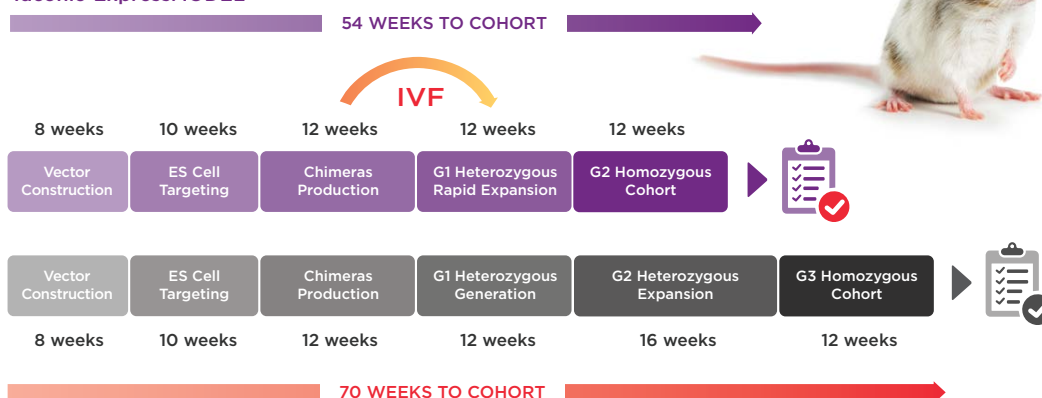 54 WEEKS TO COHORT
IVF
8 weeks 10 weeks 12 weeks 12 weeks 12 weeks
Vector Construction
ES Cell Targeting
Chimeras Production
G1 Heterozygous Rapid Expansion
G2 Homozygous Cohort
Vector Construction
ES Cell Targeting
Chimeras Production
G1 Heterozygous Generation
G2 Heterozygous Expansion
G3 Homozygous Cohort
8 weeks 10 weeks 12 weeks 12 weeks 16 weeks 12 weeks
70 WEEKS TO COHORT